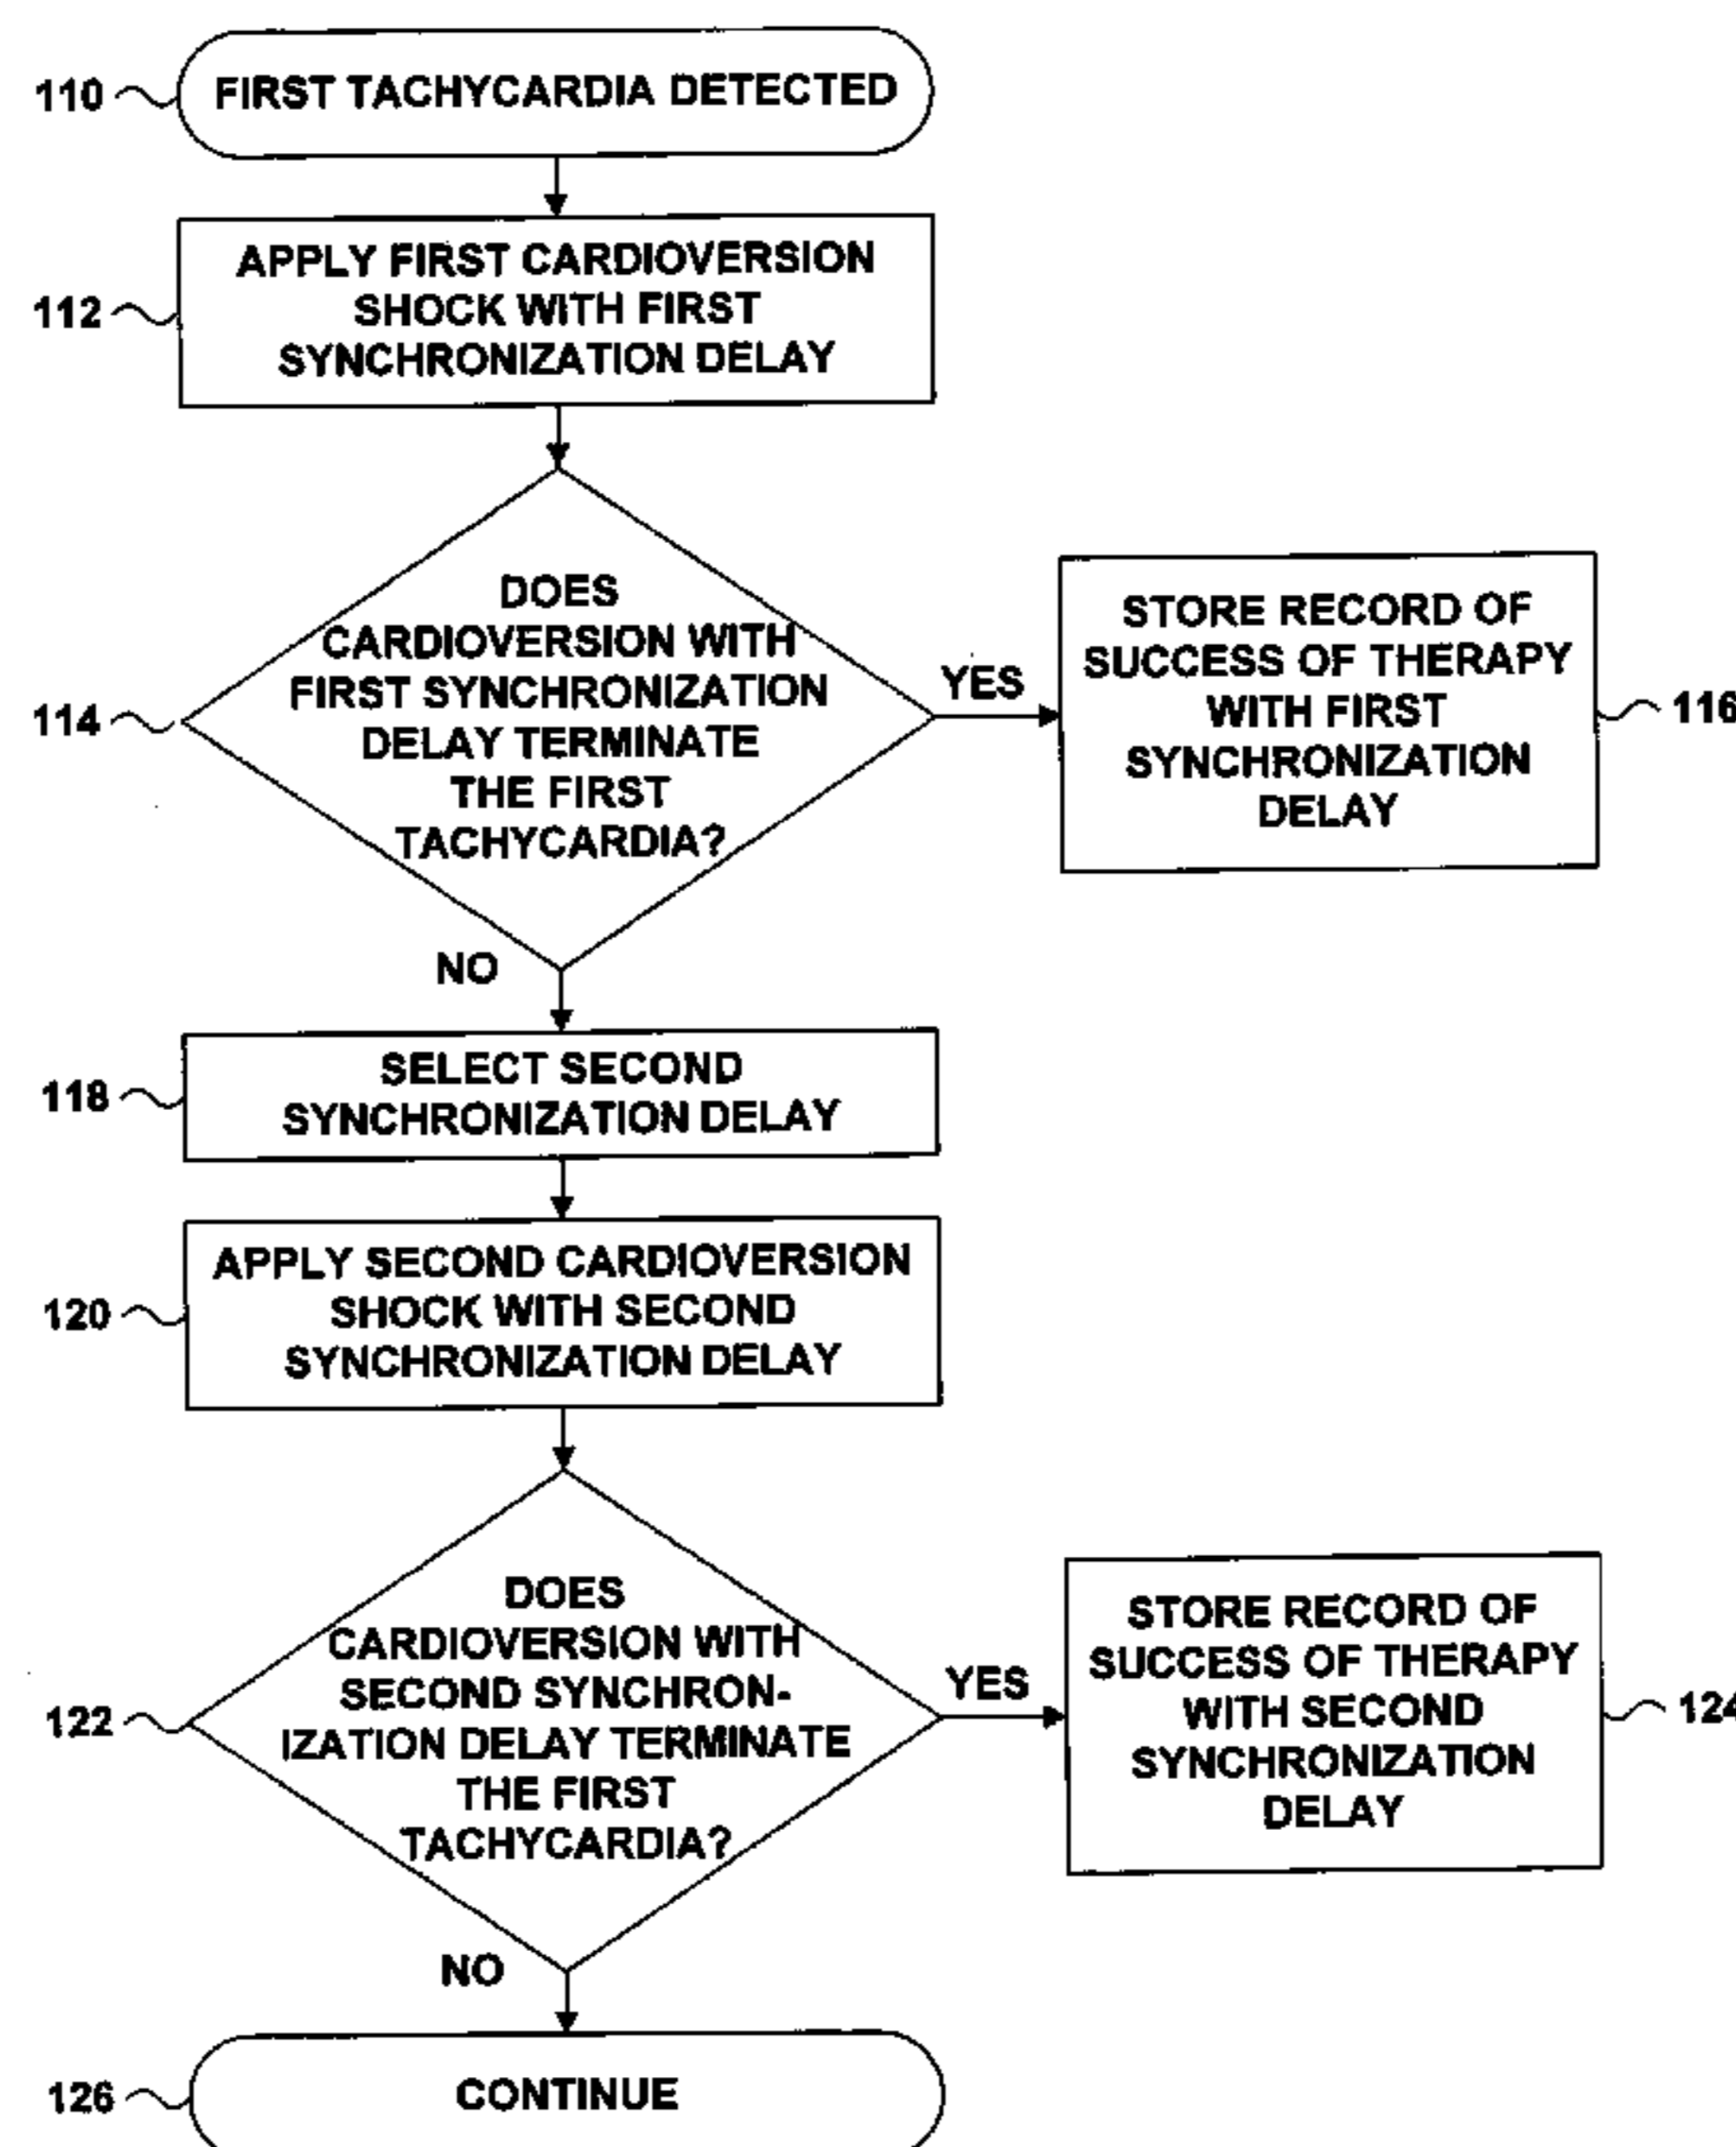 110
FIRST TACHYCARDIA DETECTED
112
APPLY FIRST CARDIOVERSION
SHOCK WITH FIRST
SYNCHRONIZATION DELAY
114
DOES
CARDIOVERSION WITH
FIRST SYNCHRONIZATION
DELAY TERMINATE
THE FIRST
TACHYCARDIA?
YES
STORE RECORD OF
SUCCESS OF THERAPY
WITH FIRST
SYNCHRONIZATION
DELAY
116
NO
118
SELECT SECOND
SYNCHRONIZATION DELAY
120
APPLY SECOND CARDIOVERSION
SHOCK WITH SECOND
SYNCHRONIZATION DELAY
122
DOES
CARDIOVERSION WITH
SECOND SYNCHRON-
IZATION DELAY TERMINATE
THE FIRST
TACHYCARDIA?
YES
STORE RECORD OF
SUCCESS OF THERAPY
WITH SECOND
SYNCHRONIZATION
DELAY
124
NO
126
CONTINUE